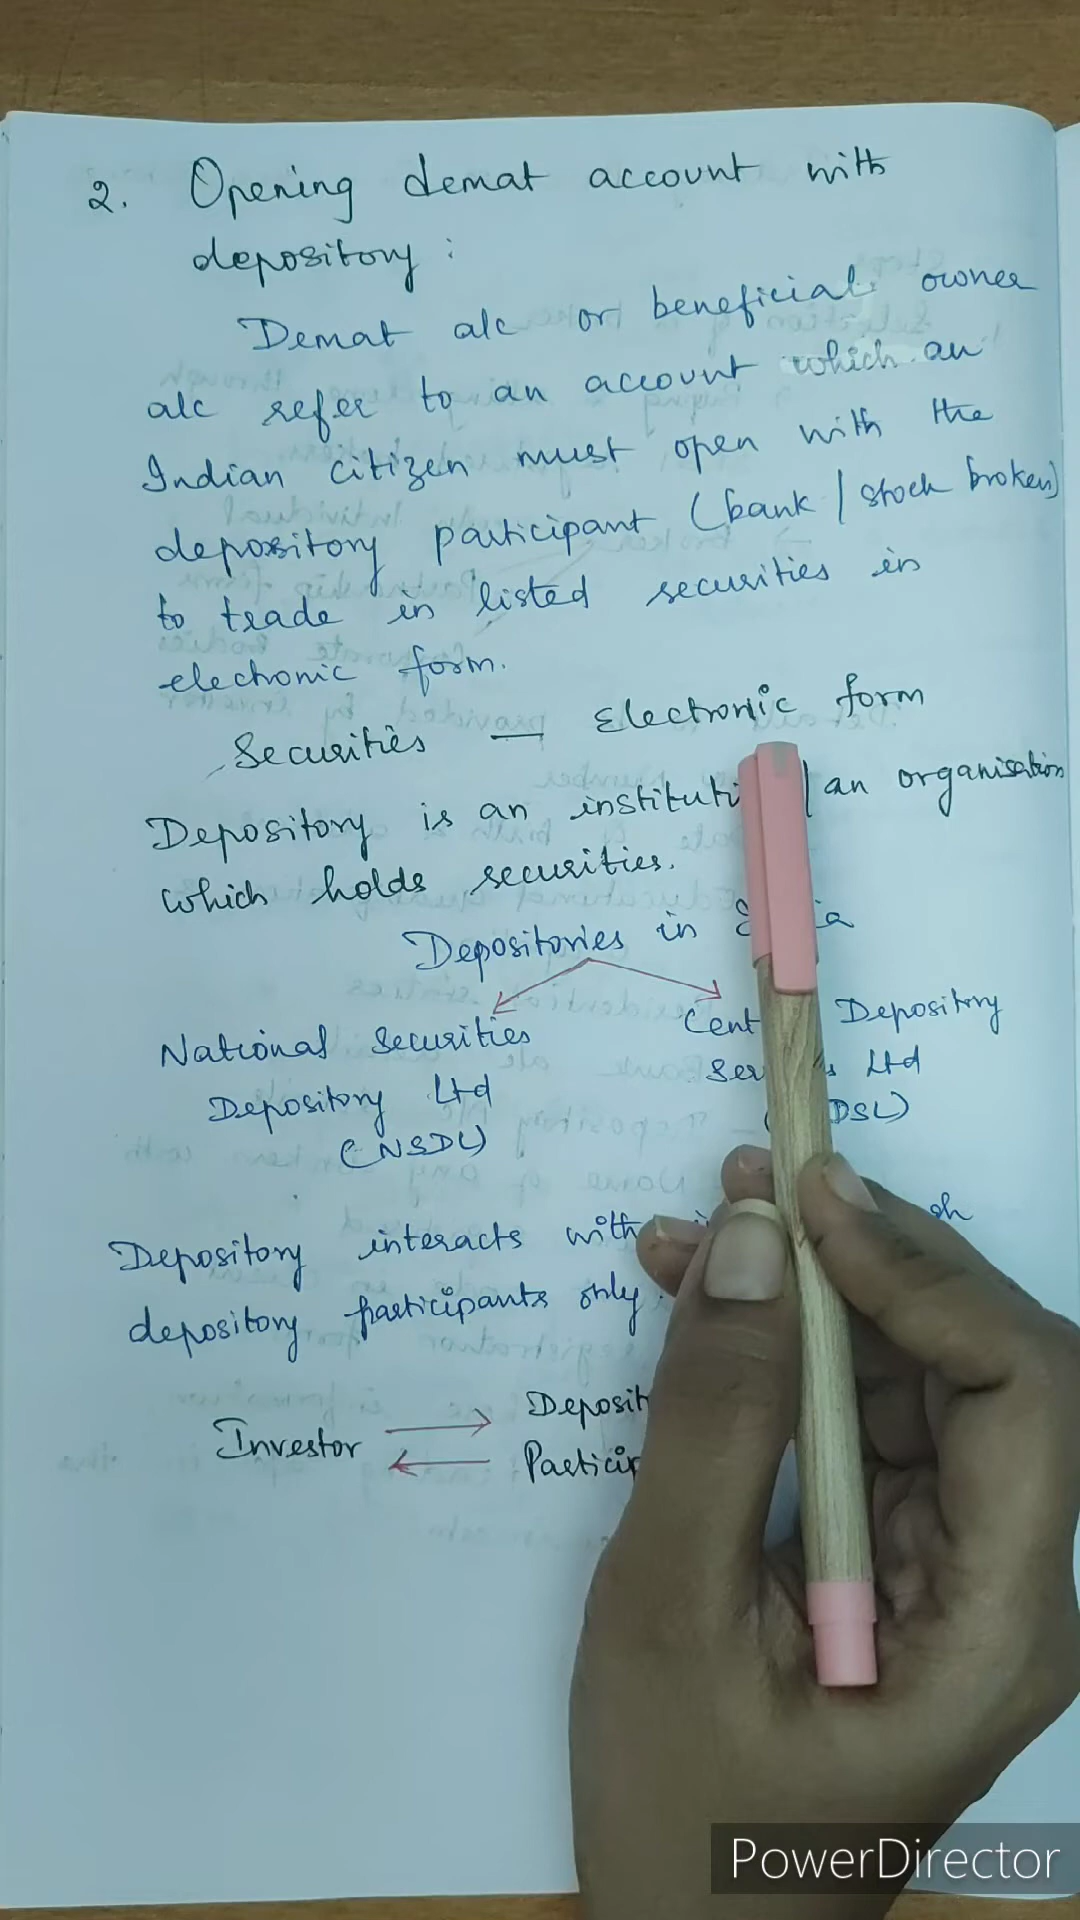 2. Opening demat account with
depository :
Demat a/c or beneficial owner
a/c refer to an account which an
Indian citizen must open with the
depository participant (bank / stock broker)
to trade in listed securities in
electronic form.
Securities — Electronic form
Depository is an / an organisation
which holds securities.
Depositories in
National Securities Depository
Depository Ltd Ltd
(NSDL)
Depository interacts with
depository participants only
Investor
PowerDirector